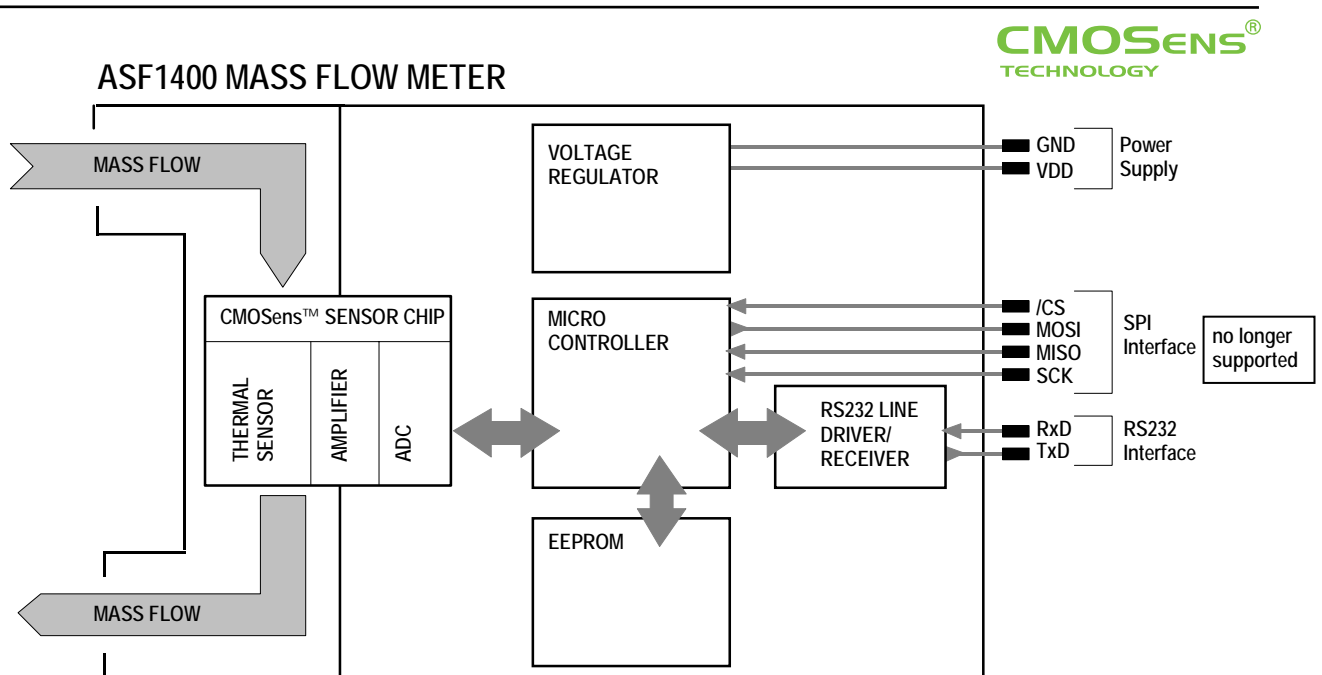 CMOSENS®
TECHNOLOGY
ASF1400 MASS FLOW METER
MASS FLOW
VOLTAGE
REGULATOR
GND
VDD
Power
Supply
CMOSens™ SENSOR CHIP
THERMAL
SENSOR
AMPLIFIER
ADC
MICRO
CONTROLLER
/CS
MOSI
MISO
SCK
SPI
Interface
no longer
supported
RS232 LINE
DRIVER/
RECEIVER
RxD
TxD
RS232
Interface
EEPROM
MASS FLOW